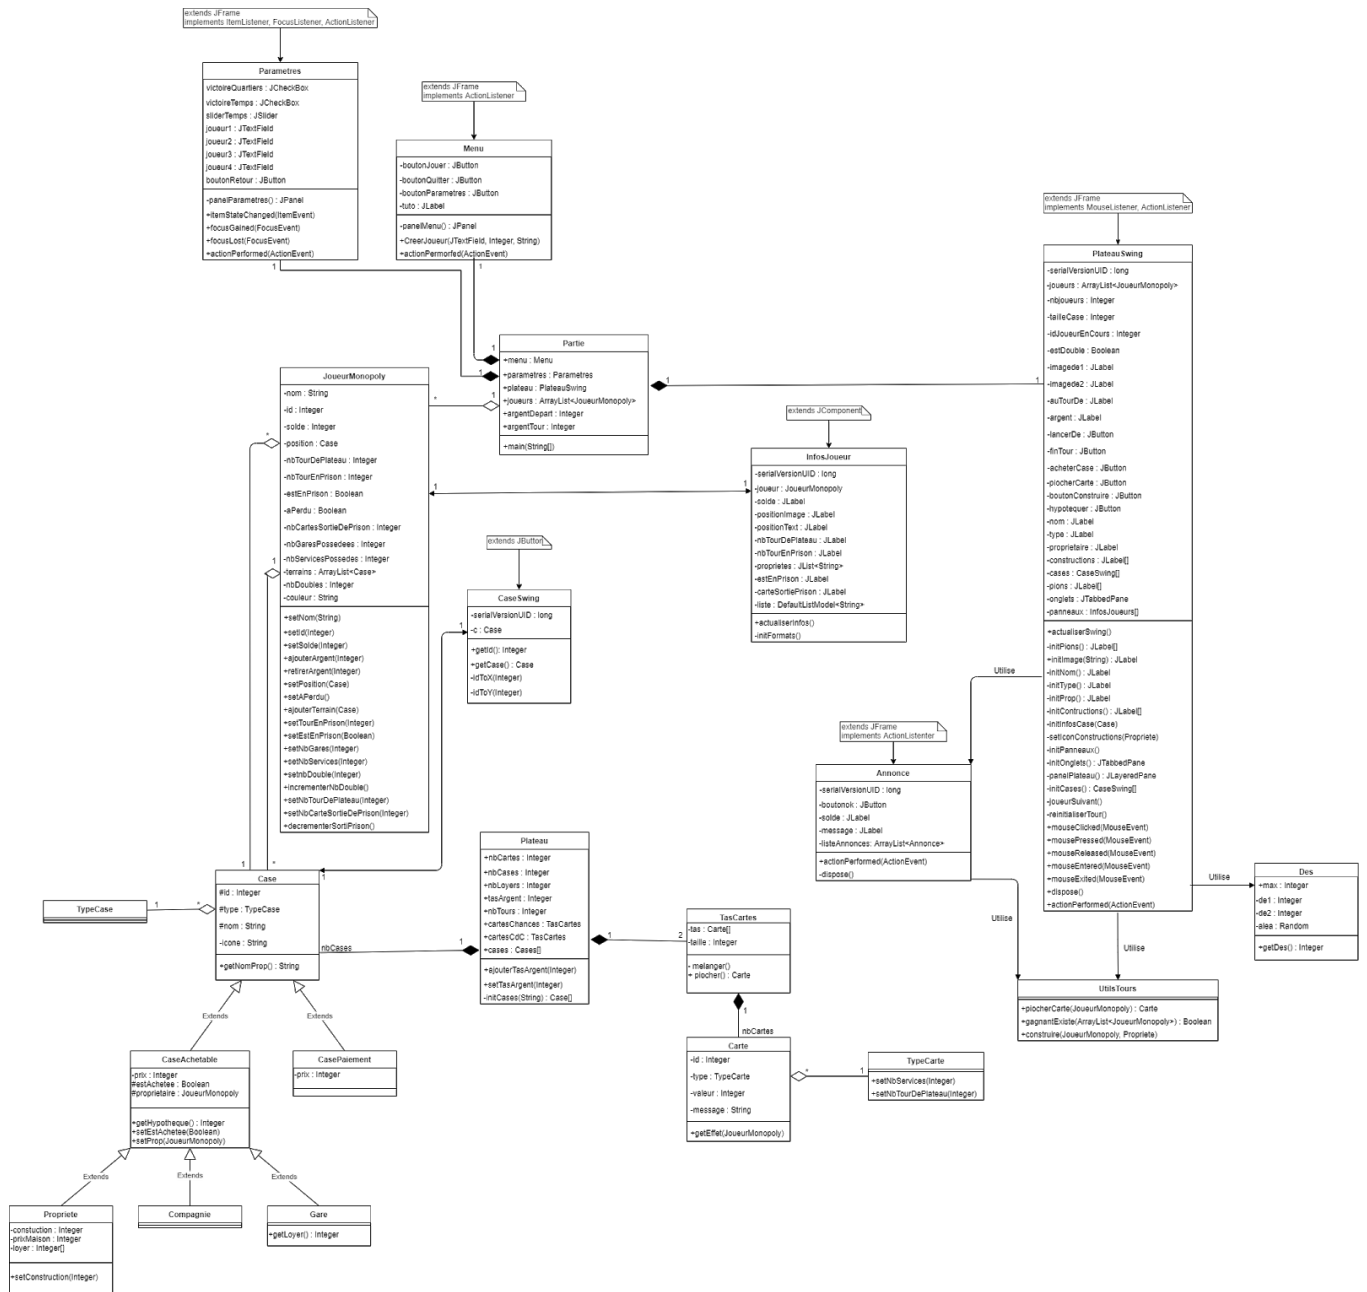 extends JFrame
implements ItemListener, FocusListener, ActionListener
Parametres
victoireQuartiers : JCheckBox
victoireTemps : JCheckBox
sliderTemps : JSlider
joueur1 : JTextField
joueur2 : JTextField
joueur3 : JTextField
joueur4 : JTextField
boutonRetour : JButton
-panelParametres() : JPanel
+itemStateChanged(ItemEvent)
+focusGained(FocusEvent)
+focusLost(FocusEvent)
+actionPerformed(ActionEvent)
1
extends JFrame
implements ActionListener
Menu
-boutonJouer : JButton
-boutonQuitter : JButton
-boutonParametres : JButton
-tuto : JLabel
-panelMenu() : JPanel
+CreerJoueur(JTextField, Integer, String)
+actionPermorfed(ActionEvent)
1
Partie
+menu : Menu
+parametres : Parametres
+plateau : PlateauSwing
+joueurs : ArrayList<JoueurMonopoly>
+argentDepart : Integer
+argentTour : Integer
+main(String[])
1
1
1
1
1
*
extends JFrame
implements MouseListener, ActionListener
PlateauSwing
-serialVersionUID : long
-joueurs : ArrayList<JoueurMonopoly>
-nbjoueurs : Integer
-tailleCase : Integer
-idJoueurEnCours : Integer
-estDouble : Boolean
-imagede1 : JLabel
-imagede2 : JLabel
-auTourDe : JLabel
-argent : JLabel
-lancerDe : JButton
-finTour : JButton
-acheterCase : JButton
-piocherCarte : JButton
-boutonConstruire : JButton
-hypotequer : JButton
-nom : JLabel
-type : JLabel
-proprietaire : JLabel
-constructions : JLabel[]
-cases : CaseSwing[]
-pions : JLabel[]
-onglets : JTabbedPane
-panneaux : InfosJoueurs[]
+actualiserSwing()
-initPions() : JLabel[]
+initImage(String) : JLabel
-initNom() : JLabel
-initType() : JLabel
-initProp() : JLabel
-initContructions() : JLabel[]
-initInfosCase(Case)
-setIconConstructions(Propriete)
-initPanneaux()
-initOnglets() : JTabbedPane
-panelPlateau() : JLayeredPane
-initCases() : CaseSwing[]
-joueurSuivant()
-reinitialiserTour()
+mouseClicked(MouseEvent)
+mousePressed(MouseEvent)
+mouseReleased(MouseEvent)
+mouseEntered(MouseEvent)
+mouseExited(MouseEvent)
+dispose()
+actionPerformed(ActionEvent)
JoueurMonopoly
-nom : String
-id : Integer
-solde : Integer
-position : Case
-nbTourDePlateau : Integer
-nbTourEnPrison : Integer
-estEnPrison : Boolean
-aPerdu : Boolean
-nbCartesSortieDePrison : Integer
-nbGaresPossedees : Integer
-nbServicesPossedes : Integer
-terrains : ArrayList<Case>
-nbDoubles : Integer
-couleur : String
+setNom(String)
+setId(Integer)
+setSolde(Integer)
+ajouterArgent(Integer)
+retirerArgent(Integer)
+setPosition(Case)
+setAPerdu()
+ajouterTerrain(Case)
+setTourEnPrison(Integer)
+setEstEnPrison(Boolean)
+setNbGares(Integer)
+setNbServices(Integer)
+setnbDouble(Integer)
+incrementerNbDouble()
+setNbTourDePlateau(Integer)
+setNbCarteSortieDePrison(Integer)
+decrementerSortiPrison()
*
1
1
1
extends JComponent
InfosJoueur
-serialVersionUID : long
-joueur : JoueurMonopoly
-solde : JLabel
-positionImage : JLabel
-positionText : JLabel
-nbTourDePlateau : JLabel
-nbTourEnPrison : JLabel
-proprietes : JList<String>
-estEnPrison : JLabel
-carteSortiePrison : JLabel
-liste : DefaultListModel<String>
+actualiserInfos()
-initFormats()
extends JButton
CaseSwing
-serialVersionUID : long
-c : Case
+getId(): Integer
+getCase() : Case
-idToX(Integer)
-idToY(Integer)
1
Utilise
extends JFrame
implements ActionListenter
Annonce
-serialVersionUID : long
-boutonok : JButton
-solde : JLabel
-message : JLabel
-listeAnnonces: ArrayList<Annonce>
+actionPerformed(ActionEvent)
-dispose()
Utilise
Utilise
Utilise
Des
+max : Integer
-de1 : Integer
-de2 : Integer
-alea : Random
+getDes() : Integer
UtilsTours
+piocherCarte(JoueurMonopoly) : Carte
+gagnantExiste(ArrayList<JoueurMonopoly>) : Boolean
+construire(JoueurMonopoly, Propriete)
1
*
1
Case
#id : Integer
#type : TypeCase
#nom : String
-icone : String
+getNomProp() : String
TypeCase
1
*
nbCases
1
Plateau
+nbCartes : Integer
+nbCases : Integer
+nbLoyers : Integer
+tasArgent : Integer
+nbTours : Integer
+cartesChances : TasCartes
+cartesCdC : TasCartes
+cases : Cases[]
+ajouterTasArgent(Integer)
+setTasArgent(Integer)
-initCases(String) : Case[]
1
2
TasCartes
-tas : Carte[]
-taille : Integer
- melanger()
+ piocher() : Carte
1
nbCartes
Carte
-id : Integer
-type : TypeCarte
-valeur : Integer
-message : String
+getEffet(JoueurMonopoly)
*
1
TypeCarte
+setNbServices(Integer)
+setNbTourDePlateau(Integer)
Extends
Extends
CaseAchetable
-prix : Integer
#estAchetee : Boolean
#proprietaire : JoueurMonopoly
+getHypotheque() : Integer
+setEstAchetee(Boolean)
+setProp(JoueurMonopoly)
CasePaiement
-prix : Integer
Extends
Extends
Extends
Propriete
-constuction : Integer
-prixMaison : Integer
-loyer : Integer[]
+setConstruction(Integer)
Compagnie
Gare
+getLoyer() : Integer